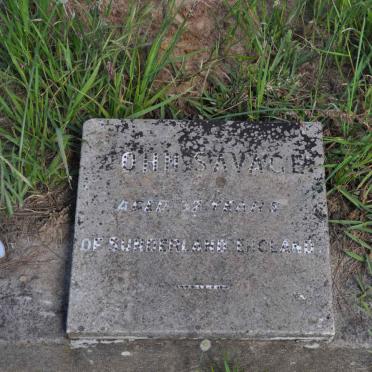 JOHN SAVAGE
AGED YEARS
OF SUNDERLAND ENGLAND